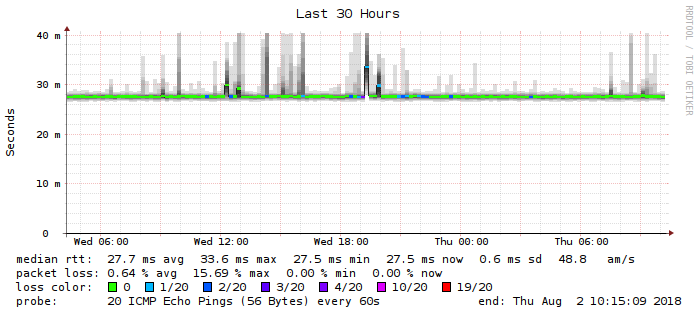 Last 30 Hours
RRDTOOL / TOBI OETIKER
Seconds
40 m
30 m
20 m
10 m
0
Wed 06:00 Wed 12:00 Wed 18:00 Thu 00:00 Thu 06:00
median rtt: 27.7 ms avg 33.6 ms max 27.5 ms min 27.5 ms now 0.6 ms sd 48.8 am/s
packet loss: 0.64 % avg 15.69 % max 0.00 % min 0.00 % now
loss color: 0 1/20 2/20 3/20 4/20 10/20 19/20
probe: 20 ICMP Echo Pings (56 Bytes) every 60s end: Thu Aug 2 10:15:09 2018